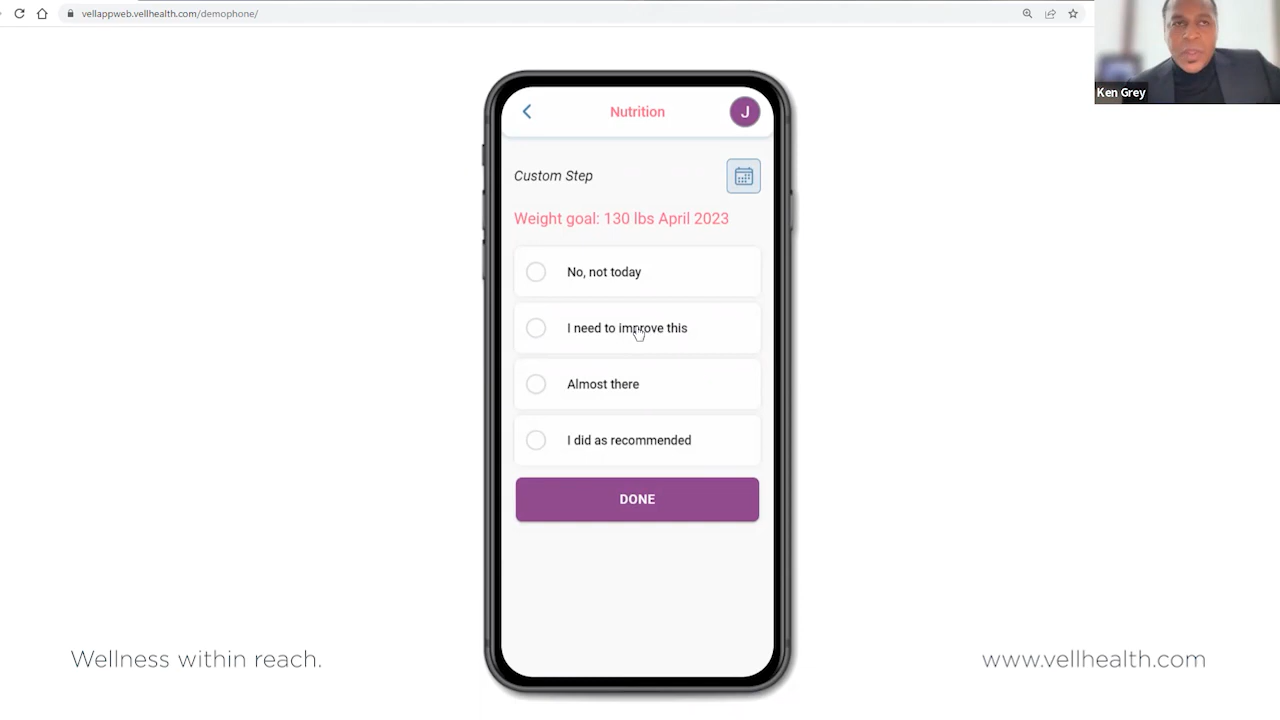 vellappweb.vellhealth.com/demophone/
Ken Grey
Nutrition
J
Custom Step
Weight goal: 130 lbs April 2023
No, not today
I need to improve this
Almost there
I did as recommended
DONE
Wellness within reach.
www.vellhealth.com